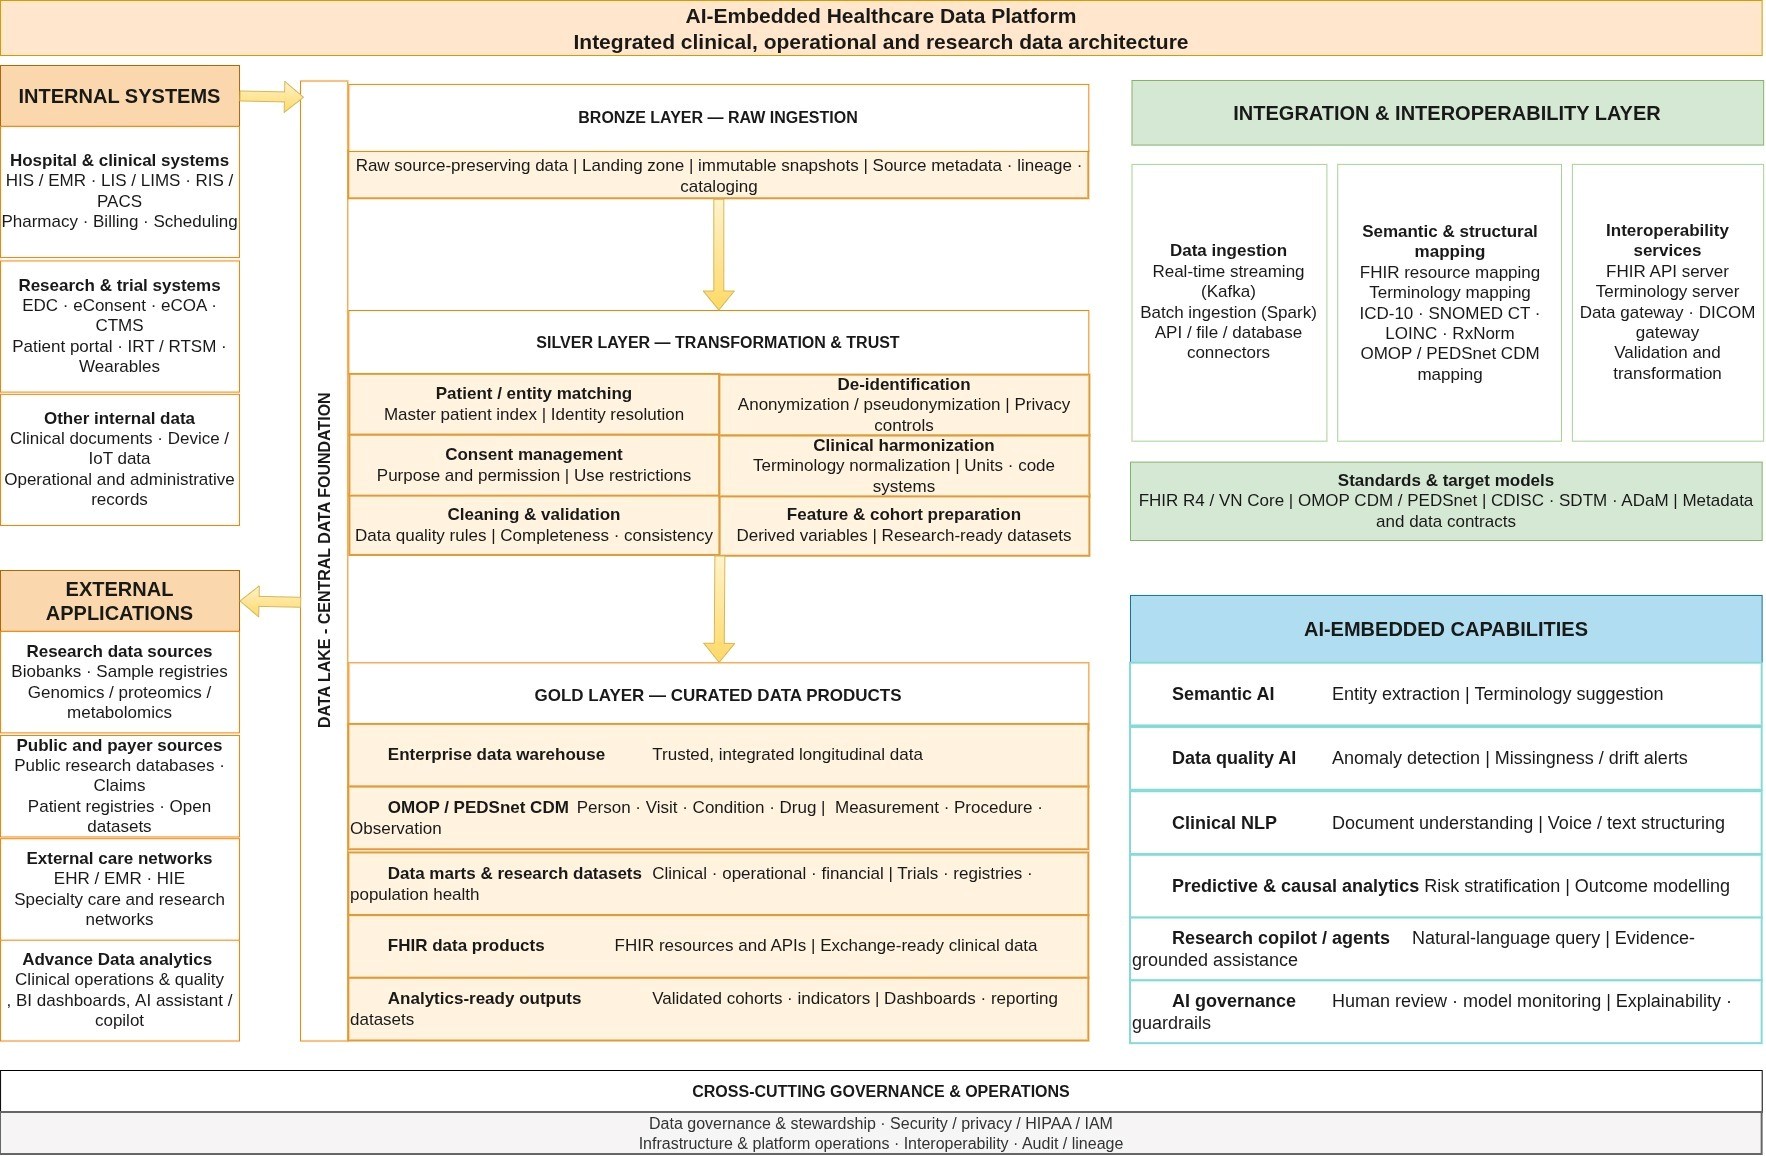 AI-Embedded Healthcare Data Platform
Integrated clinical, operational and research data architecture
INTERNAL SYSTEMS
Hospital & clinical systems
HIS / EMR · LIS / LIMS · RIS /
PACS
Pharmacy · Billing · Scheduling
Research & trial systems
EDC · eConsent · eCOA ·
CTMS
Patient portal · IRT / RTSM ·
Wearables
Other internal data
Clinical documents · Device /
IoT data
Operational and administrative
records
EXTERNAL
APPLICATIONS
Research data sources
Biobanks · Sample registries
Genomics / proteomics /
metabolomics
Public and payer sources
Public research databases ·
Claims
Patient registries · Open
datasets
External care networks
EHR / EMR · HIE
Specialty care and research
networks
Advance Data analytics
Clinical operations & quality
, BI dashboards, AI assistant /
copilot
DATA LAKE - CENTRAL DATA FOUNDATION
BRONZE LAYER — RAW INGESTION
Raw source-preserving data | Landing zone | immutable snapshots | Source metadata · lineage ·
cataloging
SILVER LAYER — TRANSFORMATION & TRUST
Patient / entity matching
Master patient index | Identity resolution
De-identification
Anonymization / pseudonymization | Privacy
controls
Consent management
Purpose and permission | Use restrictions
Clinical harmonization
Terminology normalization | Units · code
systems
Cleaning & validation
Data quality rules | Completeness · consistency
Feature & cohort preparation
Derived variables | Research-ready datasets
GOLD LAYER — CURATED DATA PRODUCTS
Enterprise data warehouse Trusted, integrated longitudinal data
OMOP / PEDSnet CDM Person · Visit · Condition · Drug | Measurement · Procedure ·
Observation
Data marts & research datasets Clinical · operational · financial | Trials · registries ·
population health
FHIR data products FHIR resources and APIs | Exchange-ready clinical data
Analytics-ready outputs Validated cohorts · indicators | Dashboards · reporting
datasets
INTEGRATION & INTEROPERABILITY LAYER
Data ingestion
Real-time streaming
(Kafka)
Batch ingestion (Spark)
API / file / database
connectors
Semantic & structural
mapping
FHIR resource mapping
Terminology mapping
ICD-10 · SNOMED CT ·
LOINC · RxNorm
OMOP / PEDSnet CDM
mapping
Interoperability
services
FHIR API server
Terminology server
Data gateway · DICOM
gateway
Validation and
transformation
Standards & target models
FHIR R4 / VN Core | OMOP CDM / PEDSnet | CDISC · SDTM · ADaM | Metadata
and data contracts
AI-EMBEDDED CAPABILITIES
Semantic AI Entity extraction | Terminology suggestion
Data quality AI Anomaly detection | Missingness / drift alerts
Clinical NLP Document understanding | Voice / text structuring
Predictive & causal analytics Risk stratification | Outcome modelling
Research copilot / agents Natural-language query | Evidence-
grounded assistance
AI governance Human review · model monitoring | Explainability ·
guardrails
CROSS-CUTTING GOVERNANCE & OPERATIONS
Data governance & stewardship · Security / privacy / HIPAA / IAM
Infrastructure & platform operations · Interoperability · Audit / lineage